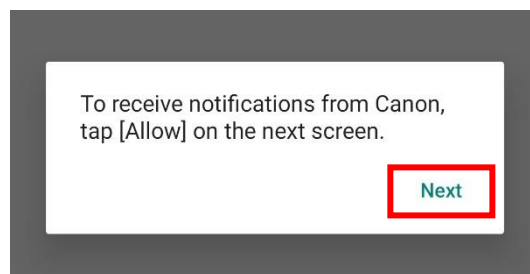 To receive notifications from Canon,
tap [Allow] on the next screen.
Next